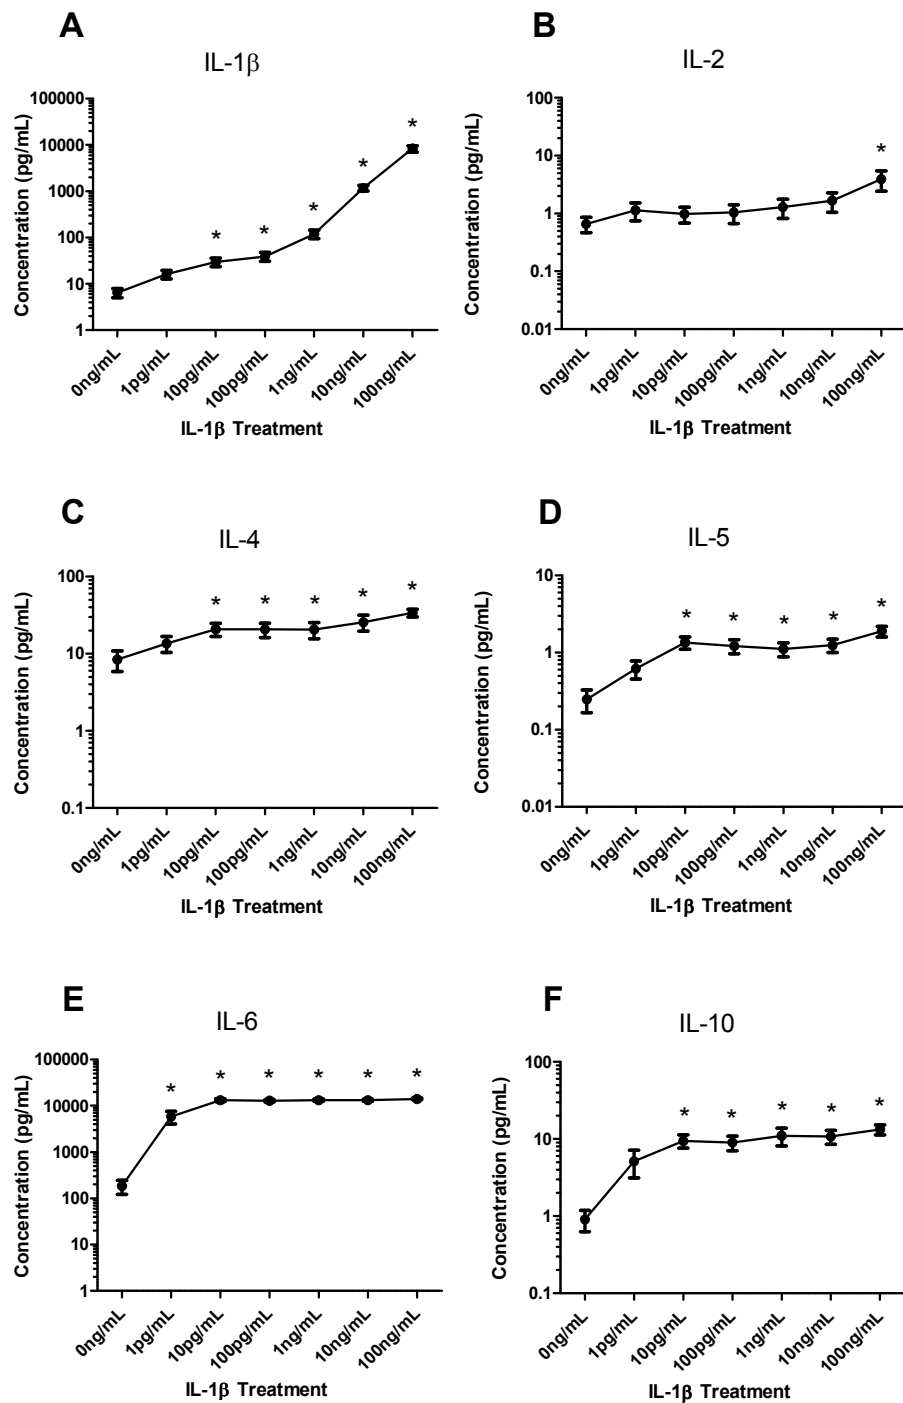 A
IL-1β
Concentration (pg/mL)
100000
10000
1000
100
10
1
* * * * *
0ng/mL 1pg/mL 10pg/mL 100pg/mL 1ng/mL 10ng/mL 100ng/mL
IL-1β Treatment
B
IL-2
Concentration (pg/mL)
100
10
1
0.1
0.01
*
0ng/mL 1pg/mL 10pg/mL 100pg/mL 1ng/mL 10ng/mL 100ng/mL
IL-1β Treatment
C
IL-4
Concentration (pg/mL)
100
10
1
0.1
* * * * *
0ng/mL 1pg/mL 10pg/mL 100pg/mL 1ng/mL 10ng/mL 100ng/mL
IL-1β Treatment
D
IL-5
Concentration (pg/mL)
10
1
0.1
0.01
* * * * *
0ng/mL 1pg/mL 10pg/mL 100pg/mL 1ng/mL 10ng/mL 100ng/mL
IL-1β Treatment
E
IL-6
Concentration (pg/mL)
100000
10000
1000
100
10
1
* * * * * *
0ng/mL 1pg/mL 10pg/mL 100pg/mL 1ng/mL 10ng/mL 100ng/mL
IL-1β Treatment
F
IL-10
Concentration (pg/mL)
100
10
1
0.1
* * * * *
0ng/mL 1pg/mL 10pg/mL 100pg/mL 1ng/mL 10ng/mL 100ng/mL
IL-1β Treatment